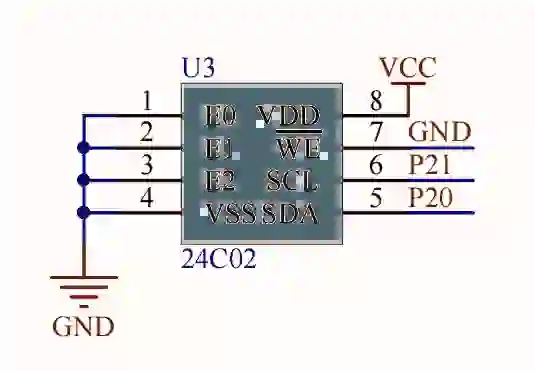 U3
VCC
1 E0 VDD 8
2 E1 WE 7 GND
3 E2 SCL 6 P21
4 VSS SDA 5 P20
24C02
GND